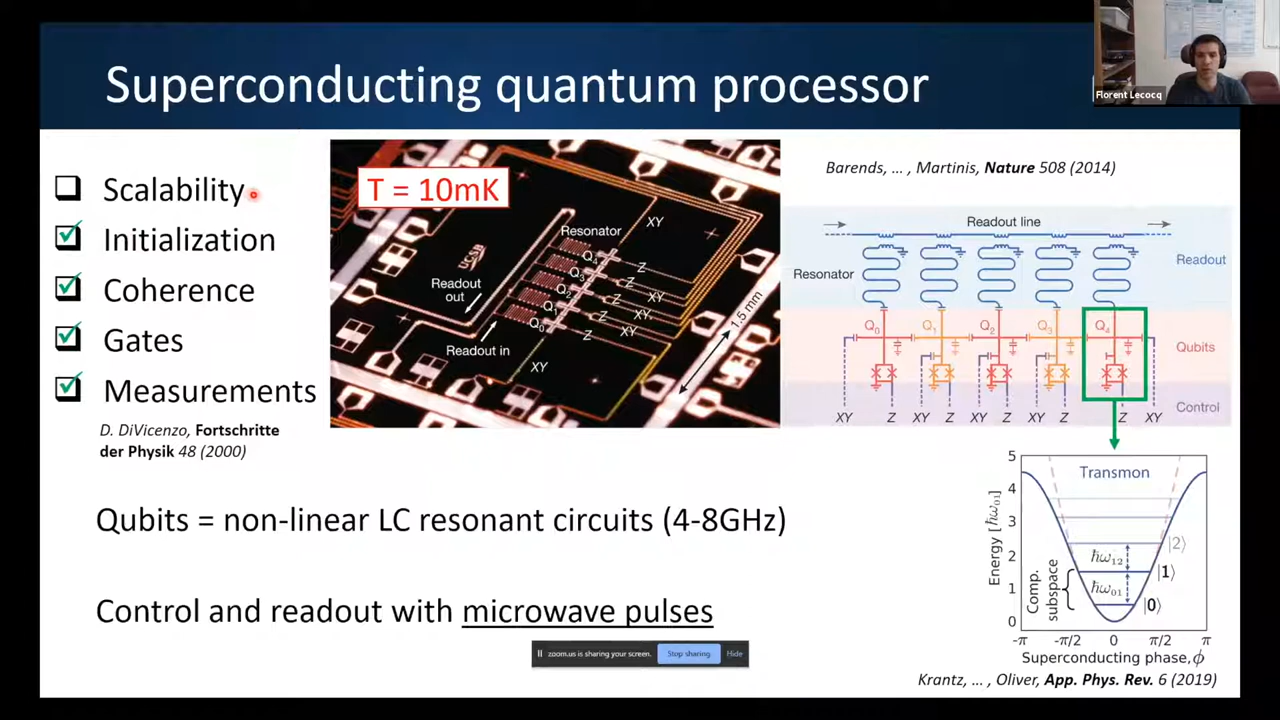 Superconducting quantum processor
Florent Lecocq
Scalability
Initialization
Coherence
Gates
Measurements
D. DiVicenzo, Fortschritte
der Physik 48 (2000)
T = 10mK
UCSB
Resonator
XY
Q4
Q3
Q2
Q1
Q0
Z
Z
Z
Z
Z
XY
XY
XY
XY
Readout
out
Readout in
1.5 mm
Barends, ... , Martinis, Nature 508 (2014)
Readout line
Resonator
Readout
Q0 Q1 Q2 Q3 Q4
Qubits
Control
XY Z XY Z XY Z XY Z Z XY
Qubits = non-linear LC resonant circuits (4-8GHz)
Control and readout with microwave pulses
zoom.us is sharing your screen. Stop sharing Hide
Transmon
Energy [ħω01]
5
4
3
2
1
0
Comp.
subspace
ħω12
ħω01
|2⟩
|1⟩
|0⟩
-π -π/2 0 π/2 π
Superconducting phase, ϕ
Krantz, ... , Oliver, App. Phys. Rev. 6 (2019)